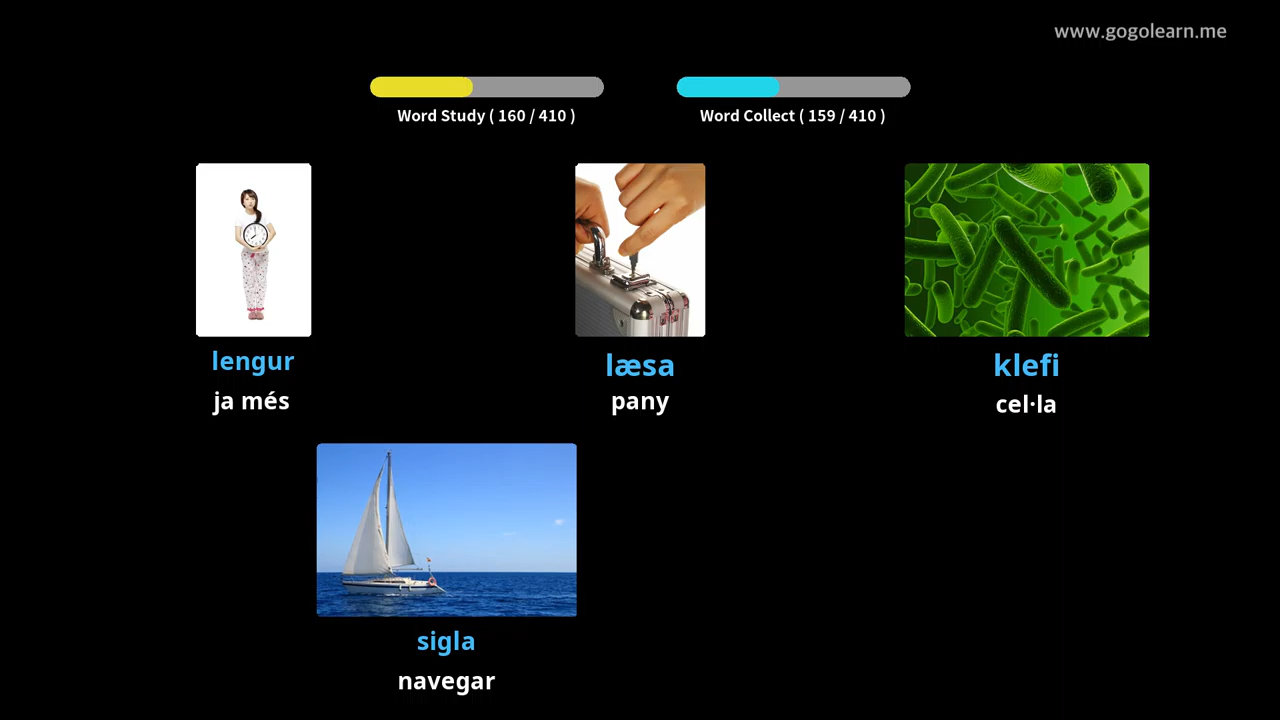 www.gogolearn.me
Word Study ( 160 / 410 )
Word Collect ( 159 / 410 )
lengur
ja més
læsa
pany
klefi
cel·la
sigla
navegar